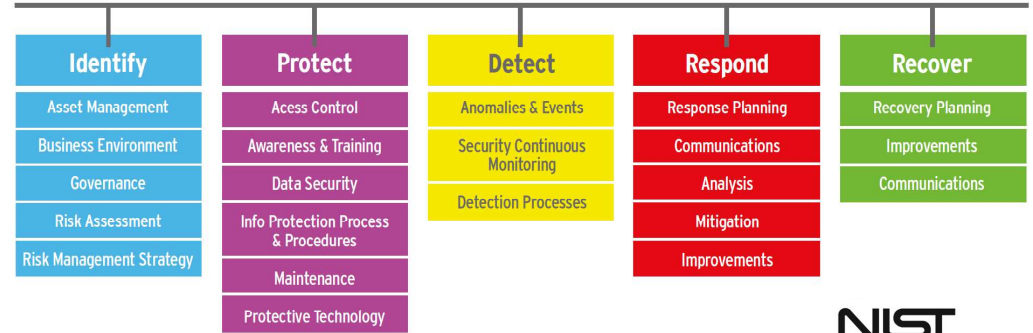 Identify
Asset Management
Business Environment
Governance
Risk Assessment
Risk Management Strategy
Protect
Acess Control
Awareness & Training
Data Security
Info Protection Process
& Procedures
Maintenance
Protective Technology
Detect
Anomalies & Events
Security Continuous
Monitoring
Detection Processes
Respond
Response Planning
Communications
Analysis
Mitigation
Improvements
Recover
Recovery Planning
Improvements
Communications
NIST